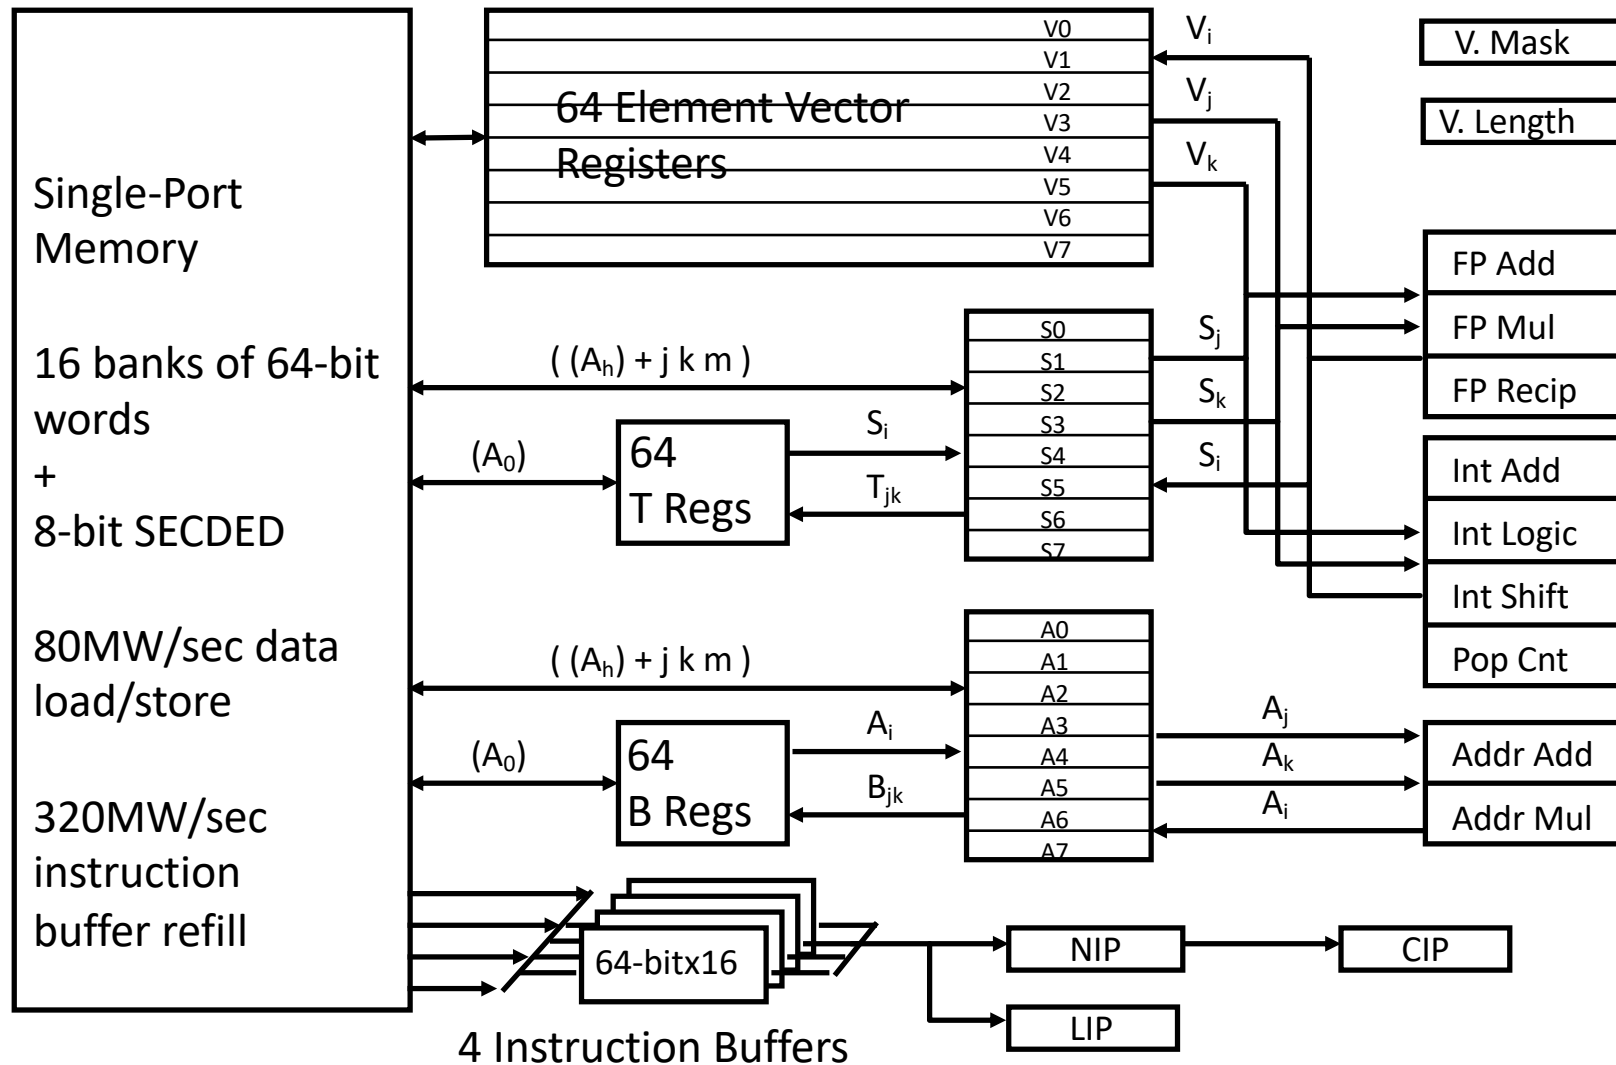 Single-Port
Memory
16 banks of 64-bit
words
+
8-bit SECDED
80MW/sec data
load/store
320MW/sec
instruction
buffer refill
64 Element Vector
Registers
V0
V1
V2
V3
V4
V5
V6
V7
Vi
Vj
Vk
V. Mask
V. Length
FP Add
FP Mul
FP Recip
( (Ah) + j k m )
(A0)
64
T Regs
Si
Tjk
S0
S1
S2
S3
S4
S5
S6
S7
Sj
Sk
Si
Int Add
Int Logic
Int Shift
Pop Cnt
( (Ah) + j k m )
(A0)
64
B Regs
Ai
Bjk
A0
A1
A2
A3
A4
A5
A6
A7
Aj
Ak
Ai
Addr Add
Addr Mul
64-bitx16
4 Instruction Buffers
NIP
CIP
LIP